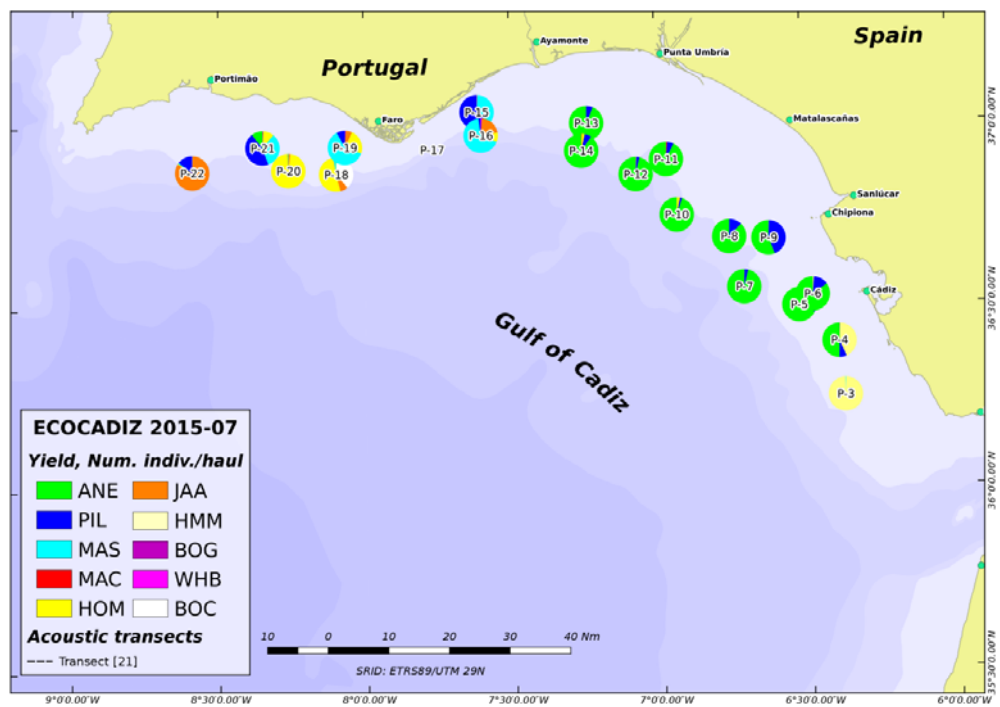 Spain
Portugal
Ayamonte
Punta Umbría
Portimão
Faro
Matalascañas
Sanlúcar
Chipiona
Cádiz
P-15
P-16
P-13
P-14
P-21
P-19
P-17
P-22
P-20
P-18
P-11
P-12
P-10
P-8
P-9
P-7
P-6
P-5
P-4
P-3
Gulf of Cadiz
ECOCADIZ 2015-07
Yield, Num. indiv./haul
ANE JAA
PIL HMM
MAS BOG
MAC WHB
HOM BOC
Acoustic transects
Transect [21]
10 0 10 20 30 40 Nm
SRID: ETRS89/UTM 29N
37°0'0.00"N
36°30'0.00"N
36°0'0.00"N
35°30'0.00"N
9°0'0.00"W 8°30'0.00"W 8°0'0.00"W 7°30'0.00"W 7°0'0.00"W 6°30'0.00"W 6°0'0.00"W